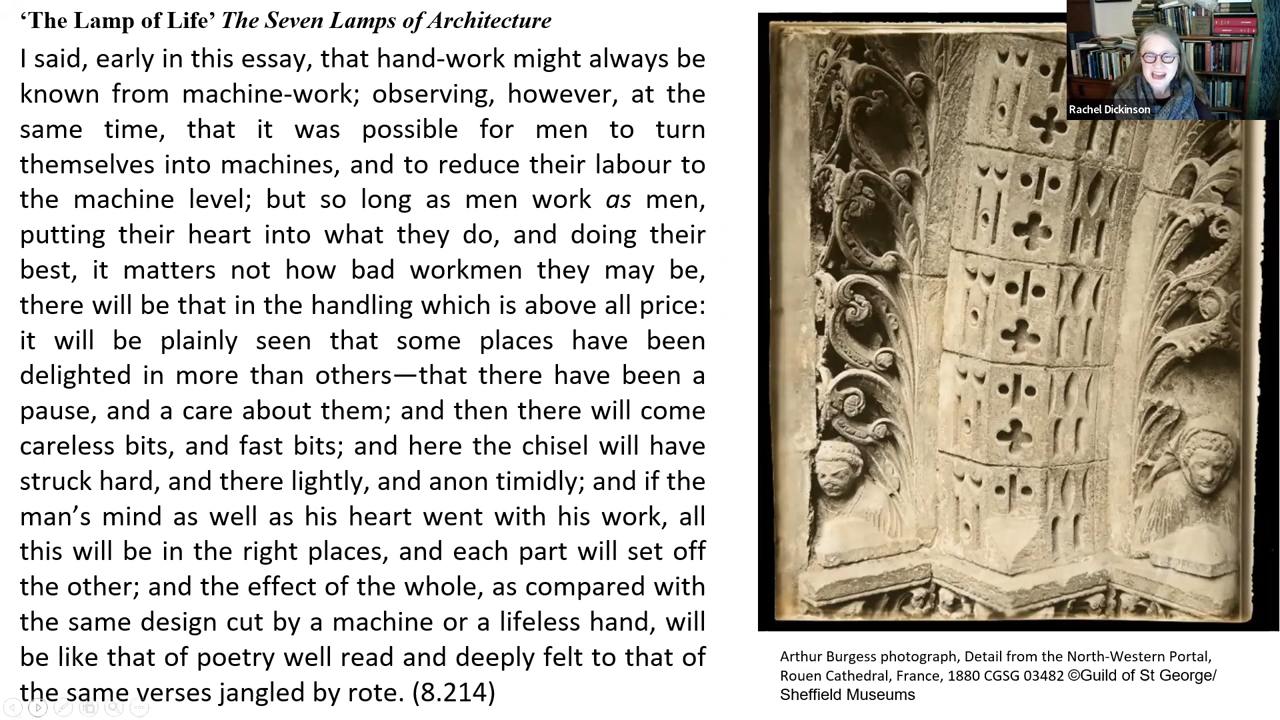 ‘The Lamp of Life’ The Seven Lamps of Architecture
I said, early in this essay, that hand-work might always be
known from machine-work; observing, however, at the
same time, that it was possible for men to turn
themselves into machines, and to reduce their labour to
the machine level; but so long as men work as men,
putting their heart into what they do, and doing their
best, it matters not how bad workmen they may be,
there will be that in the handling which is above all price:
it will be plainly seen that some places have been
delighted in more than others—that there have been a
pause, and a care about them; and then there will come
careless bits, and fast bits; and here the chisel will have
struck hard, and there lightly, and anon timidly; and if the
man’s mind as well as his heart went with his work, all
this will be in the right places, and each part will set off
the other; and the effect of the whole, as compared with
the same design cut by a machine or a lifeless hand, will
be like that of poetry well read and deeply felt to that of
the same verses jangled by rote. (8.214)
Rachel Dickinson
Arthur Burgess photograph, Detail from the North-Western Portal,
Rouen Cathedral, France, 1880 CGSG 03482 ©Guild of St George/
Sheffield Museums